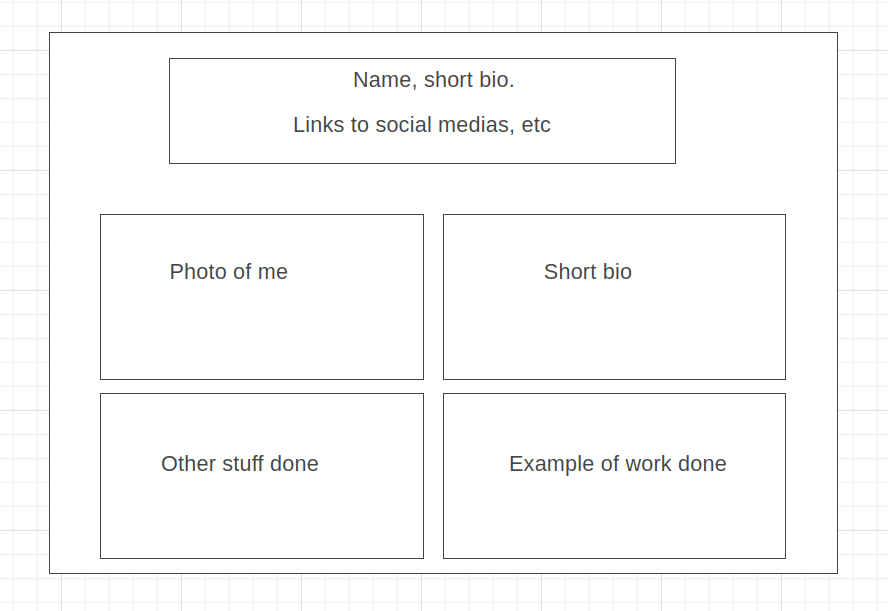 Name, short bio.
Links to social medias, etc
Photo of me
Short bio
Other stuff done
Example of work done